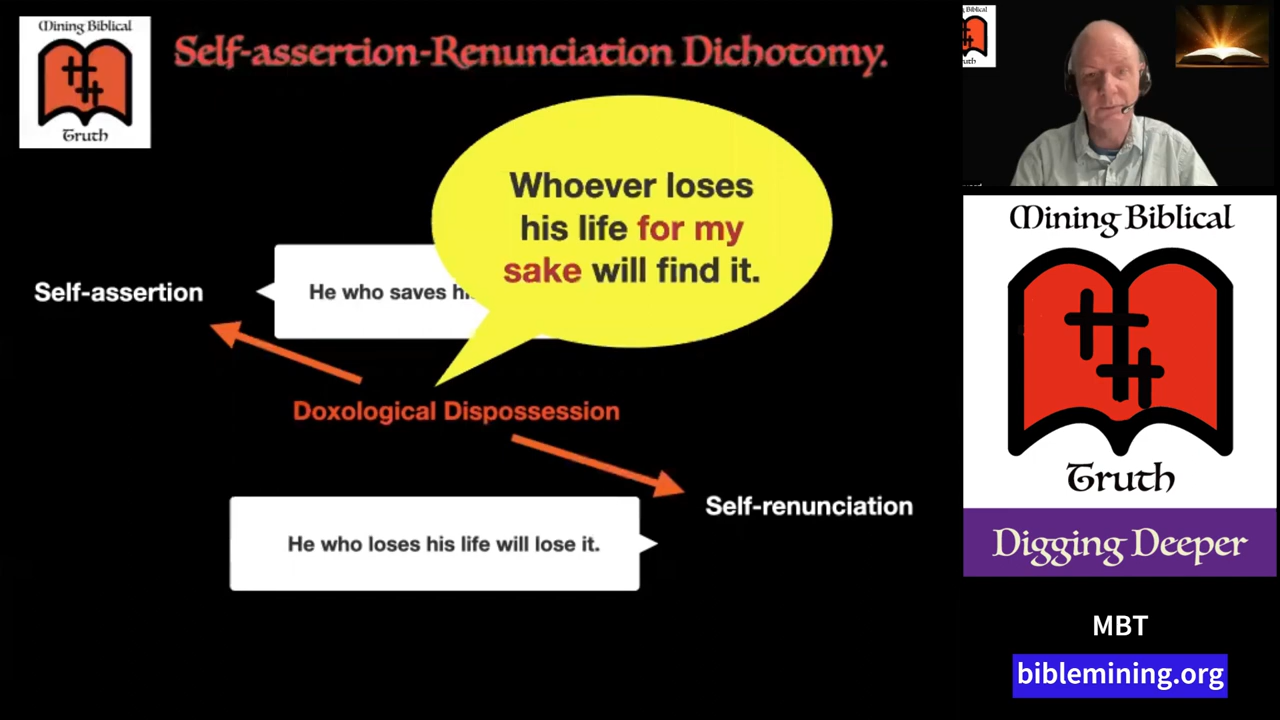 Mining Biblical
Truth
Self-assertion-Renunciation Dichotomy.
Whoever loses
his life for my
sake will find it.
Self-assertion
He who saves
Doxological Dispossession
Self-renunciation
He who loses his life will lose it.
Mining Biblical
Truth
Digging Deeper
MBT
biblemining.org